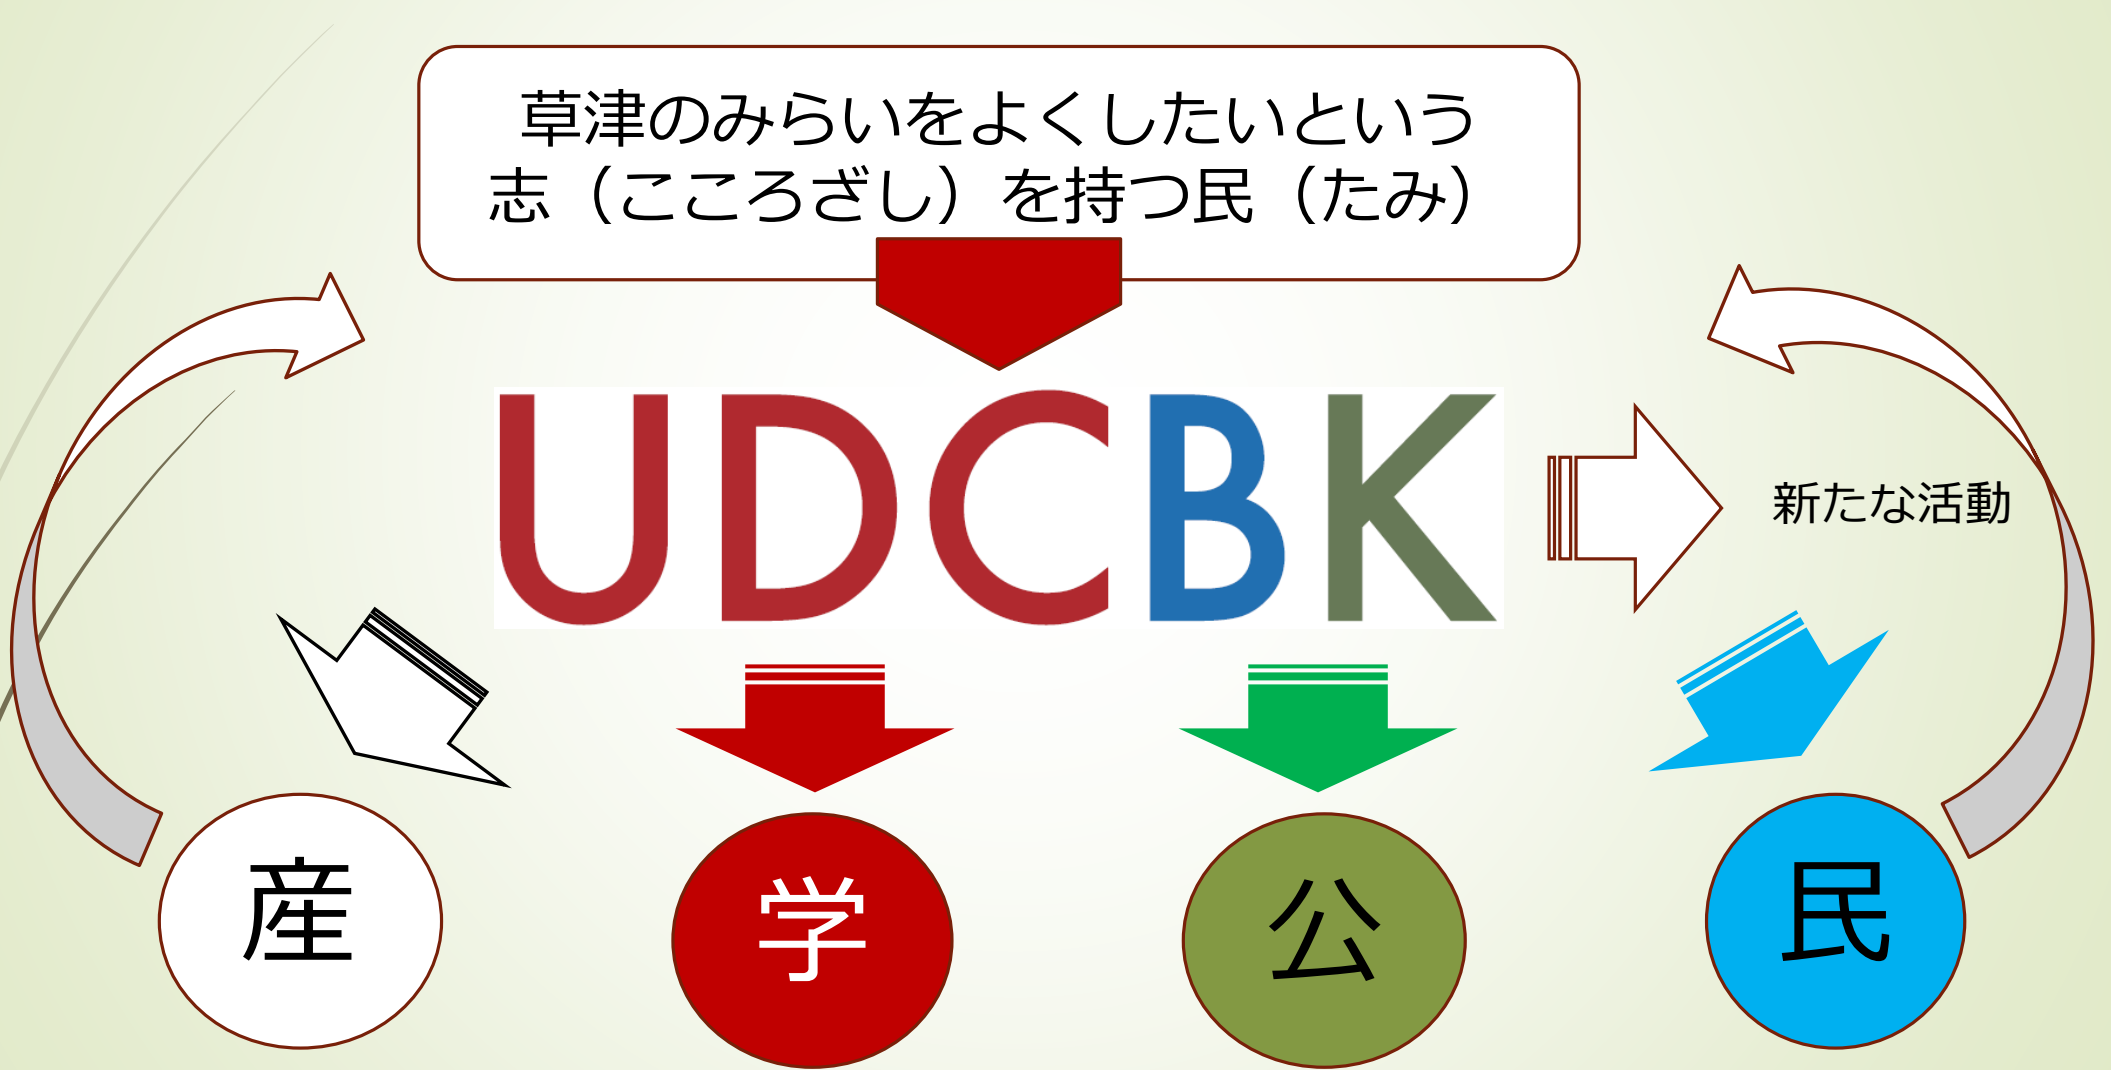 草津のみらいをよくしたいという
志（こころざし）を持つ民（たみ）
UDCBK
新たな活動
産
学
公
民